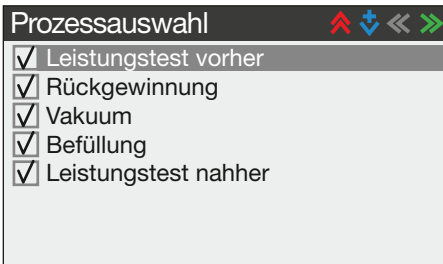 Prozessauswahl
Leistungstest vorher
Rückgewinnung
Vakuum
Befüllung
Leistungstest nahher